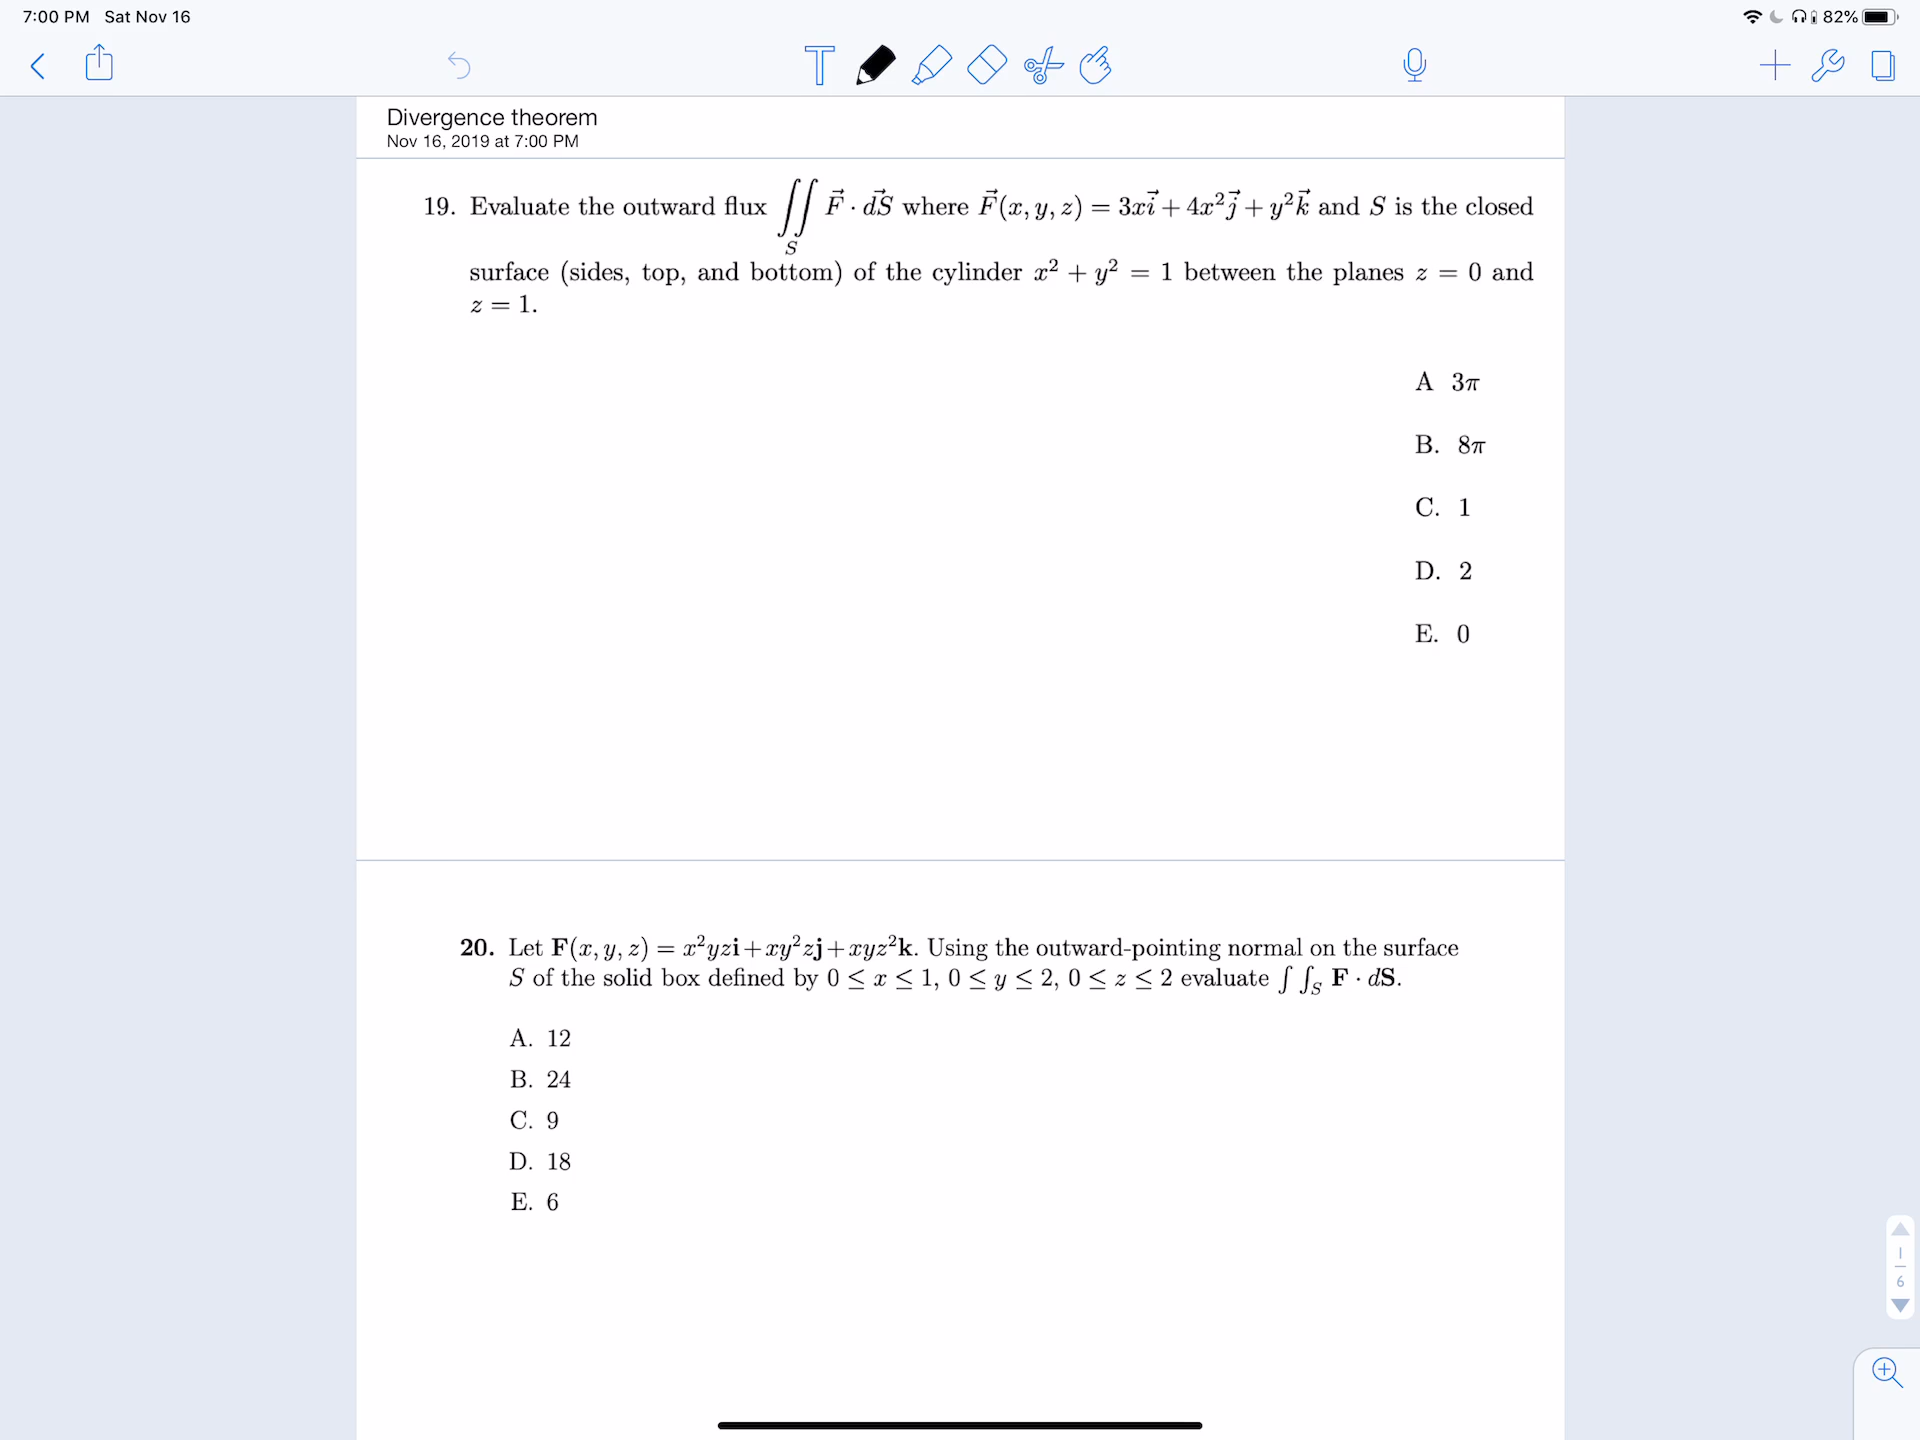 7:00 PM Sat Nov 16
82%
Divergence theorem
Nov 16, 2019 at 7:00 PM
19. Evaluate the outward flux ∬_S F⃗ · dS⃗ where F⃗(x, y, z) = 3xi⃗ + 4x²j⃗ + y²k⃗ and S is the closed
surface (sides, top, and bottom) of the cylinder x² + y² = 1 between the planes z = 0 and
z = 1.
A 3π
B. 8π
C. 1
D. 2
E. 0
20. Let F(x, y, z) = x²yzi + xy²zj + xyz²k. Using the outward-pointing normal on the surface
S of the solid box defined by 0 ≤ x ≤ 1, 0 ≤ y ≤ 2, 0 ≤ z ≤ 2 evaluate ∫ ∫_S F · dS.
A. 12
B. 24
C. 9
D. 18
E. 6
1
6